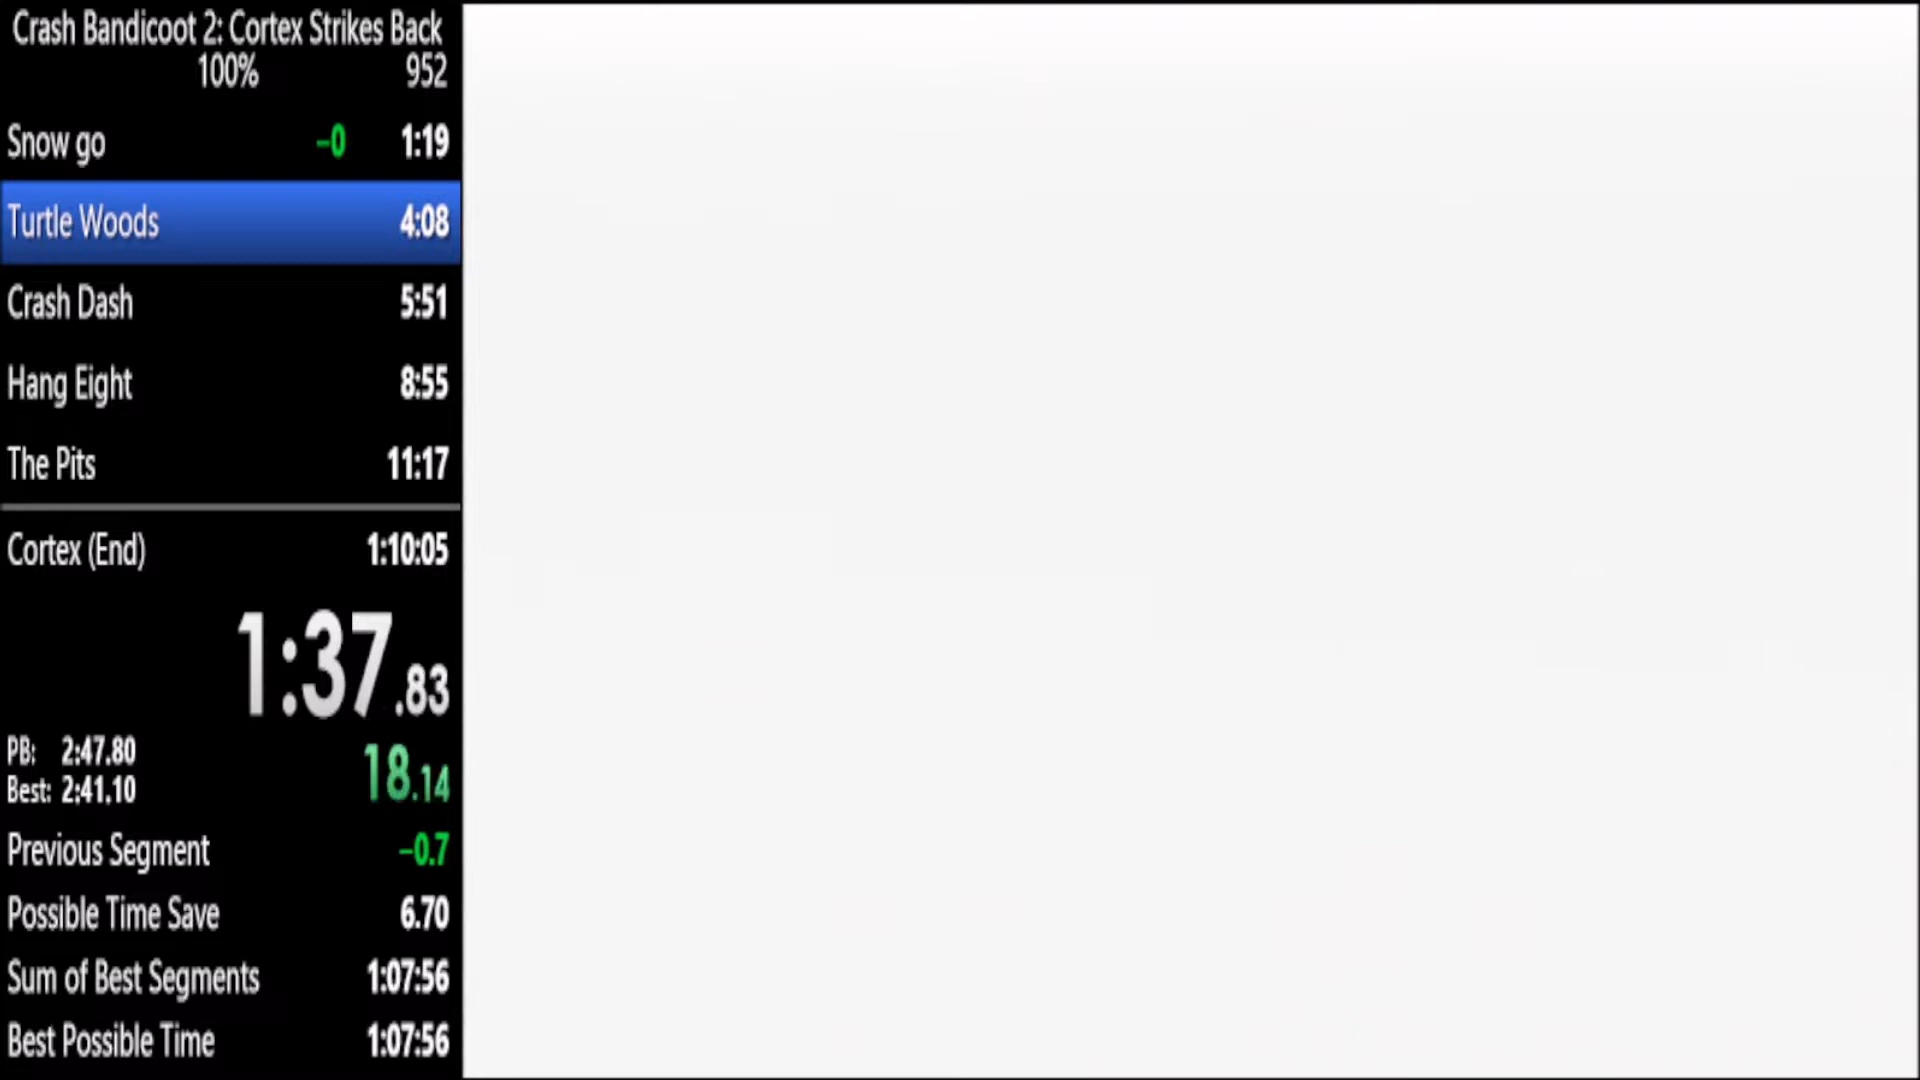 Crash Bandicoot 2: Cortex Strikes Back
100% 952
Snow go −0 1:19
Turtle Woods 4:08
Crash Dash 5:51
Hang Eight 8:55
The Pits 11:17
Cortex (End) 1:10:05
1:37.83
PB: 2:47.80
18.14
Best: 2:41.10
Previous Segment −0.7
Possible Time Save 6.70
Sum of Best Segments 1:07:56
Best Possible Time 1:07:56